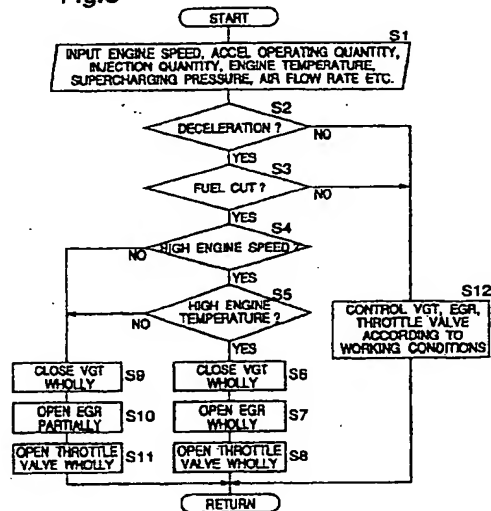 START
S1
INPUT ENGINE SPEED, ACCEL OPERATING QUANTITY,
INJECTION QUANTITY, ENGINE TEMPERATURE,
SUPERCHARGING PRESSURE, AIR FLOW RATE ETC.
S2
DECELERATION ?
NO
YES
S3
FUEL CUT ?
NO
YES
S4
HIGH ENGINE SPEED ?
NO
YES
S5
HIGH ENGINE
TEMPERATURE ?
NO
YES
S12
CONTROL VGT, EGR,
THROTTLE VALVE
ACCORDING TO
WORKING CONDITIONS
CLOSE VGT
WHOLLY
S9
CLOSE VGT
WHOLLY
S6
OPEN EGR
PARTIALLY
S10
OPEN EGR
WHOLLY
S7
OPEN THROTTLE
VALVE WHOLLY
S11
OPEN THROTTLE
VALVE WHOLLY
S8
RETURN